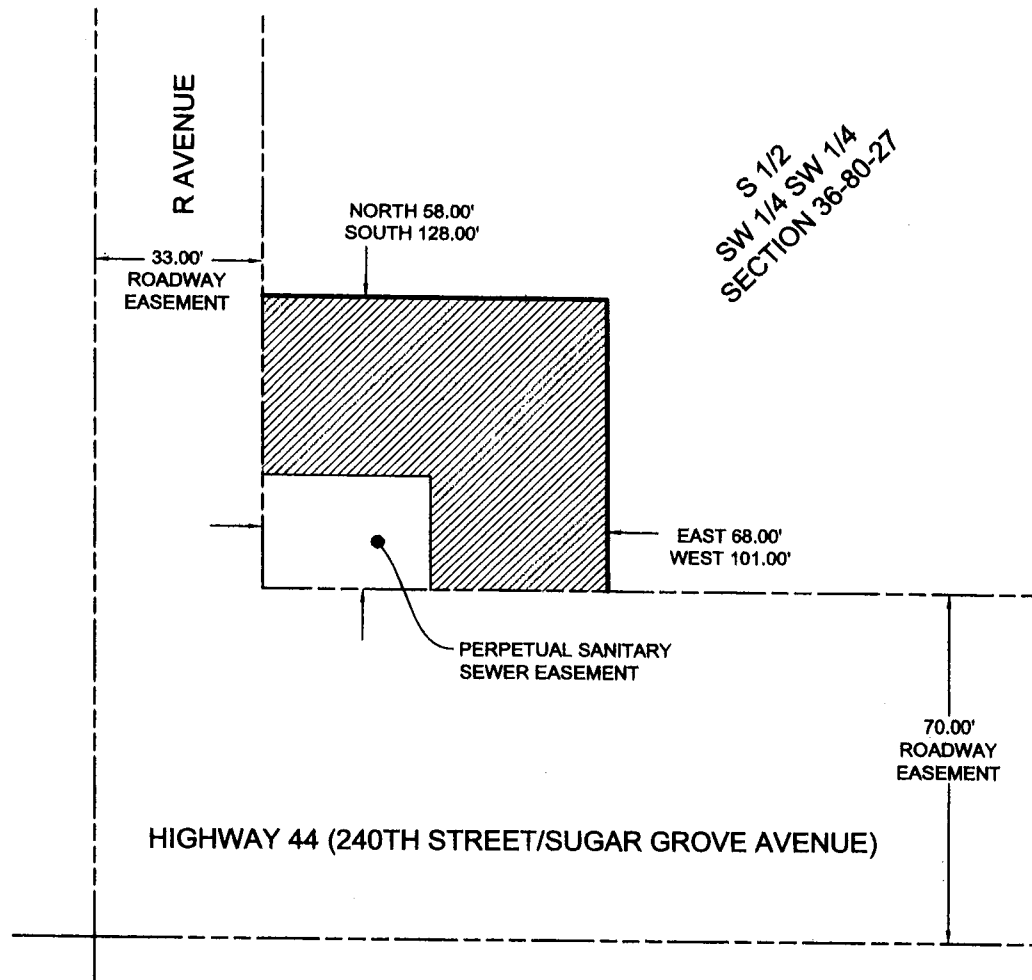 R AVENUE
S 1/2
SW 1/4 SW 1/4
SECTION 36-80-27
NORTH 58.00'
SOUTH 128.00'
33.00'
ROADWAY
EASEMENT
EAST 68.00'
WEST 101.00'
PERPETUAL SANITARY
SEWER EASEMENT
70.00'
ROADWAY
EASEMENT
HIGHWAY 44 (240TH STREET/SUGAR GROVE AVENUE)